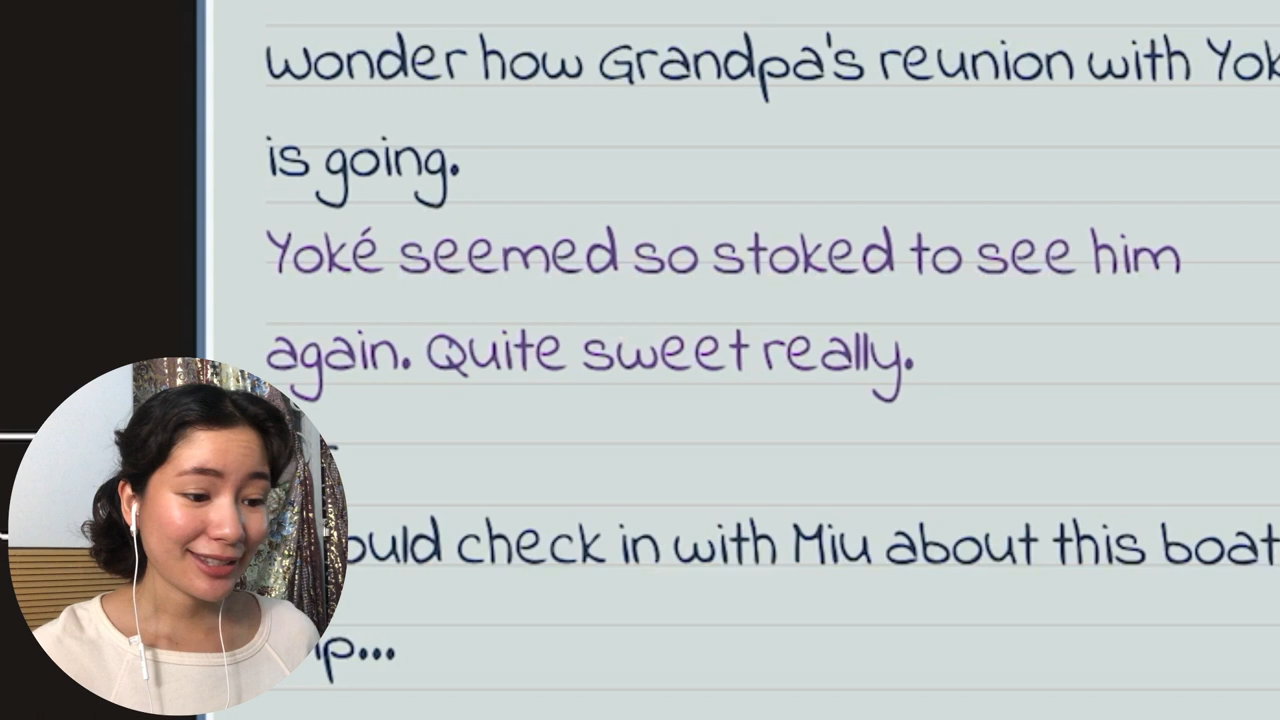 Wonder how Grandpa's reunion with Yok
is going.
Yoké seemed so stoked to see him
again. Quite sweet really.
ould check in with Miu about this boat
ip...